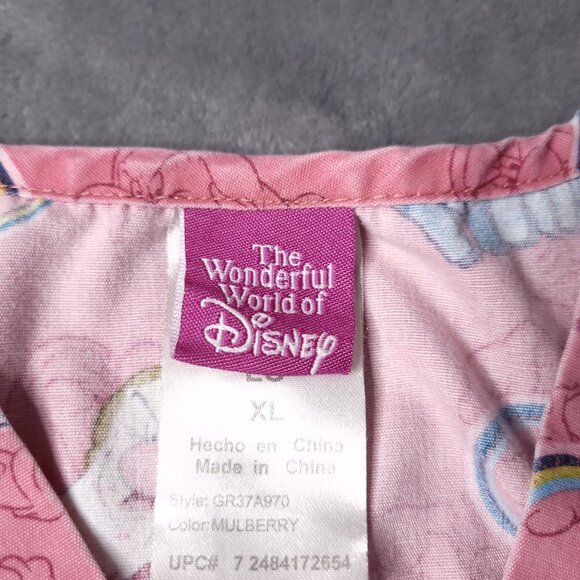 The
Wonderful
World of
Disney
XL
Hecho en China
Made in China
Style: GR37A970
Color:MULBERRY
UPC# 7 2484172654